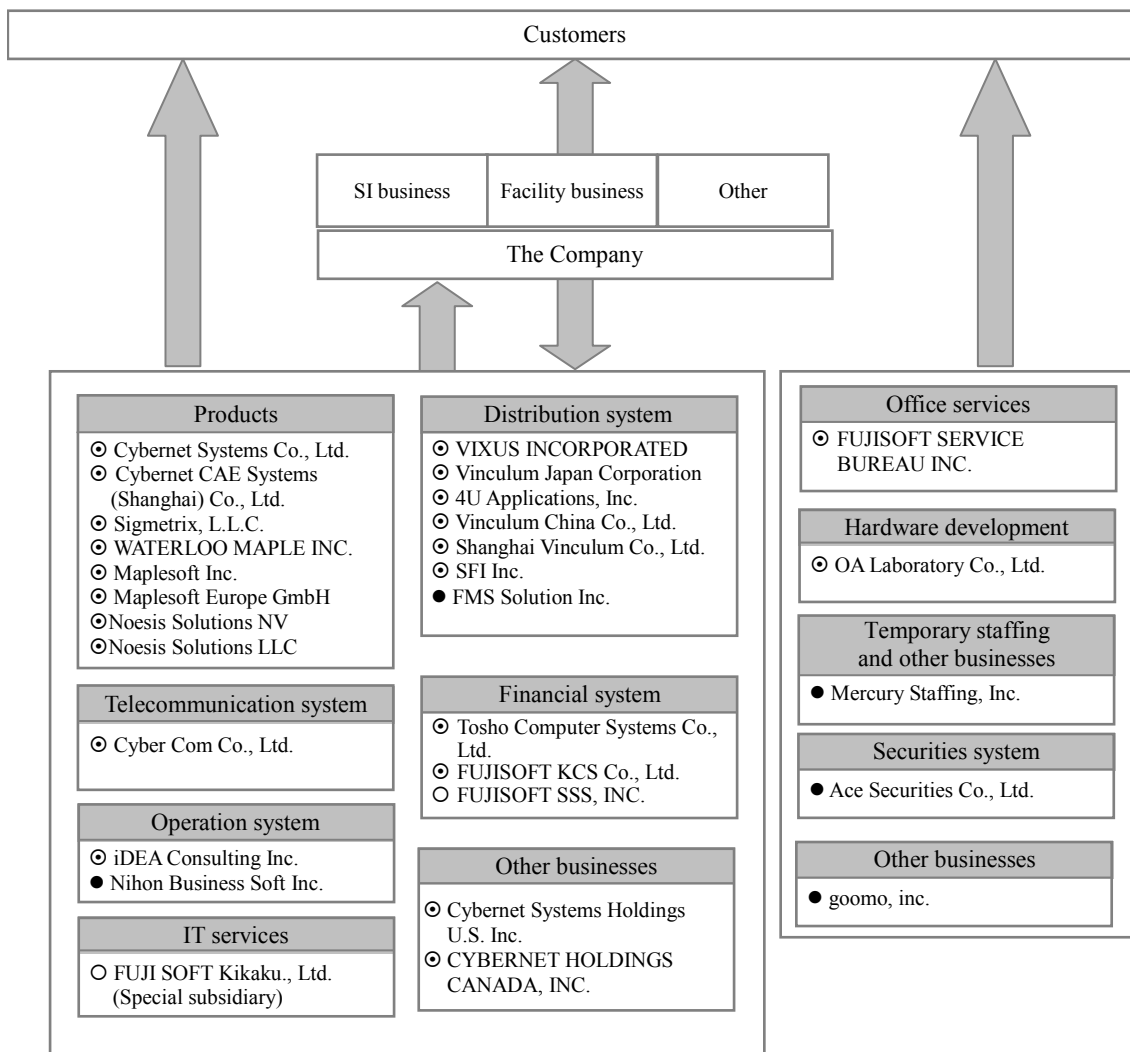 Customers
SI business
Facility business
Other
The Company
Products
⦿ Cybernet Systems Co., Ltd.
⦿ Cybernet CAE Systems
(Shanghai) Co., Ltd.
⦿ Sigmetrix, L.L.C.
⦿ WATERLOO MAPLE INC.
⦿ Maplesoft Inc.
⦿ Maplesoft Europe GmbH
⦿Noesis Solutions NV
⦿Noesis Solutions LLC
Telecommunication system
⦿ Cyber Com Co., Ltd.
Operation system
⦿ iDEA Consulting Inc.
● Nihon Business Soft Inc.
IT services
○ FUJI SOFT Kikaku., Ltd.
(Special subsidiary)
Distribution system
⦿ VIXUS INCORPORATED
⦿ Vinculum Japan Corporation
⦿ 4U Applications, Inc.
⦿ Vinculum China Co., Ltd.
⦿ Shanghai Vinculum Co., Ltd.
⦿ SFI Inc.
● FMS Solution Inc.
Financial system
⦿ Tosho Computer Systems Co.,
Ltd.
⦿ FUJISOFT KCS Co., Ltd.
○ FUJISOFT SSS, INC.
Other businesses
⦿ Cybernet Systems Holdings
U.S. Inc.
⦿ CYBERNET HOLDINGS
CANADA, INC.
Office services
⦿ FUJISOFT SERVICE
BUREAU INC.
Hardware development
⦿ OA Laboratory Co., Ltd.
Temporary staffing
and other businesses
● Mercury Staffing, Inc.
Securities system
● Ace Securities Co., Ltd.
Other businesses
● goomo, inc.